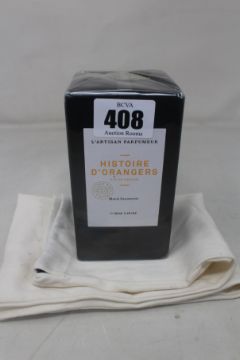 BCVA
408
Auction Rooms
L'ARTISAN PARFUMEUR
HISTOIRE
D'ORANGERS